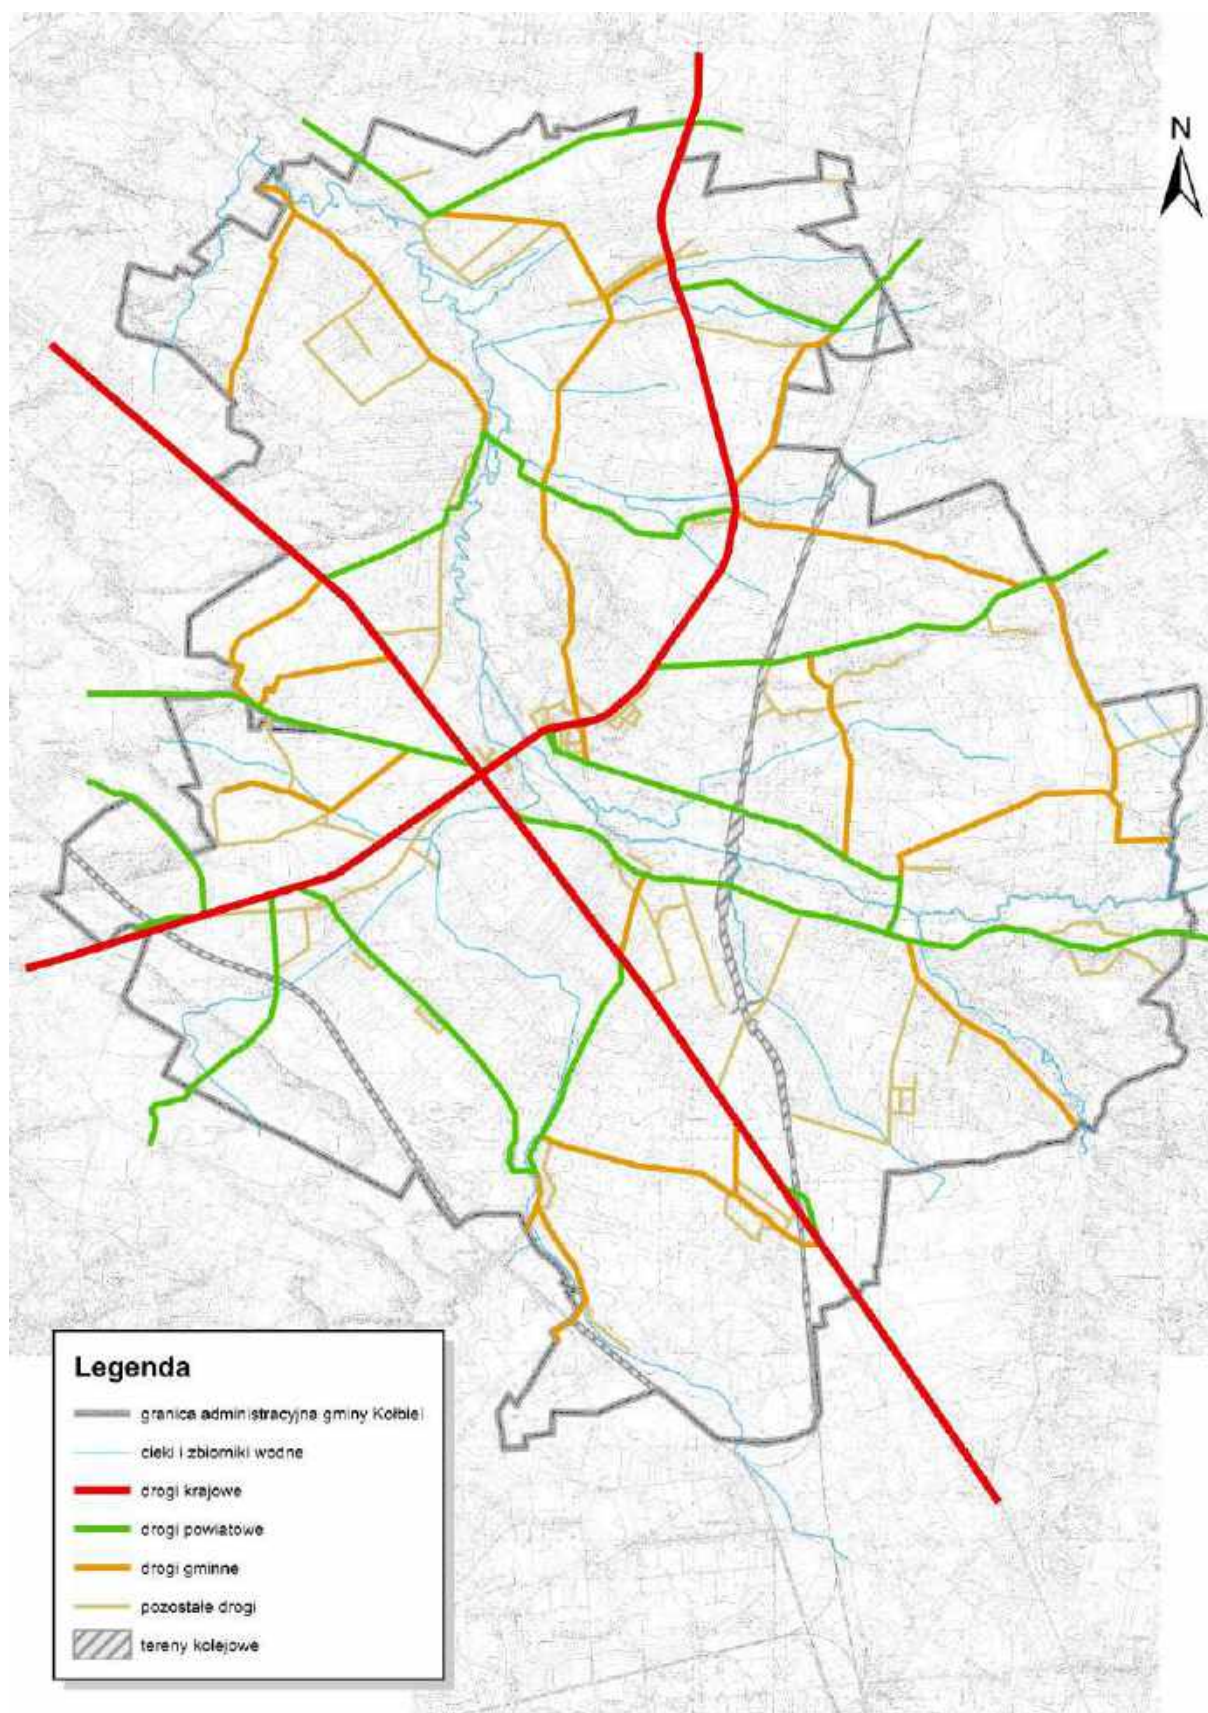 N
Legenda
granica administracyjna gminy Kołbiel
cieki i zbiorniki wodne
drogi krajowe
drogi powiatowe
drogi gminne
pozostałe drogi
tereny kolejowe